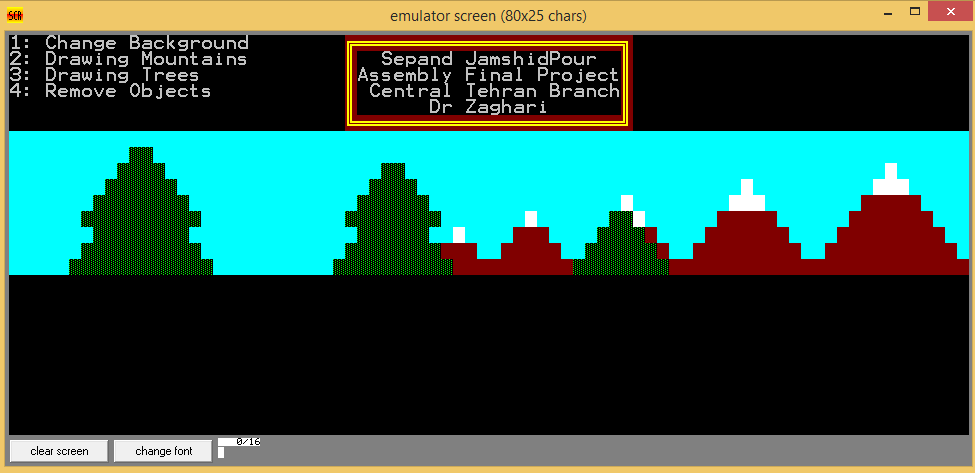 SCR
emulator screen (80x25 chars)
1: Change Background
2: Drawing Mountains
3: Drawing Trees
4: Remove Objects
Sepand JamshidPour
Assembly Final Project
Central Tehran Branch
Dr Zaghari
clear screen
change font
0/16